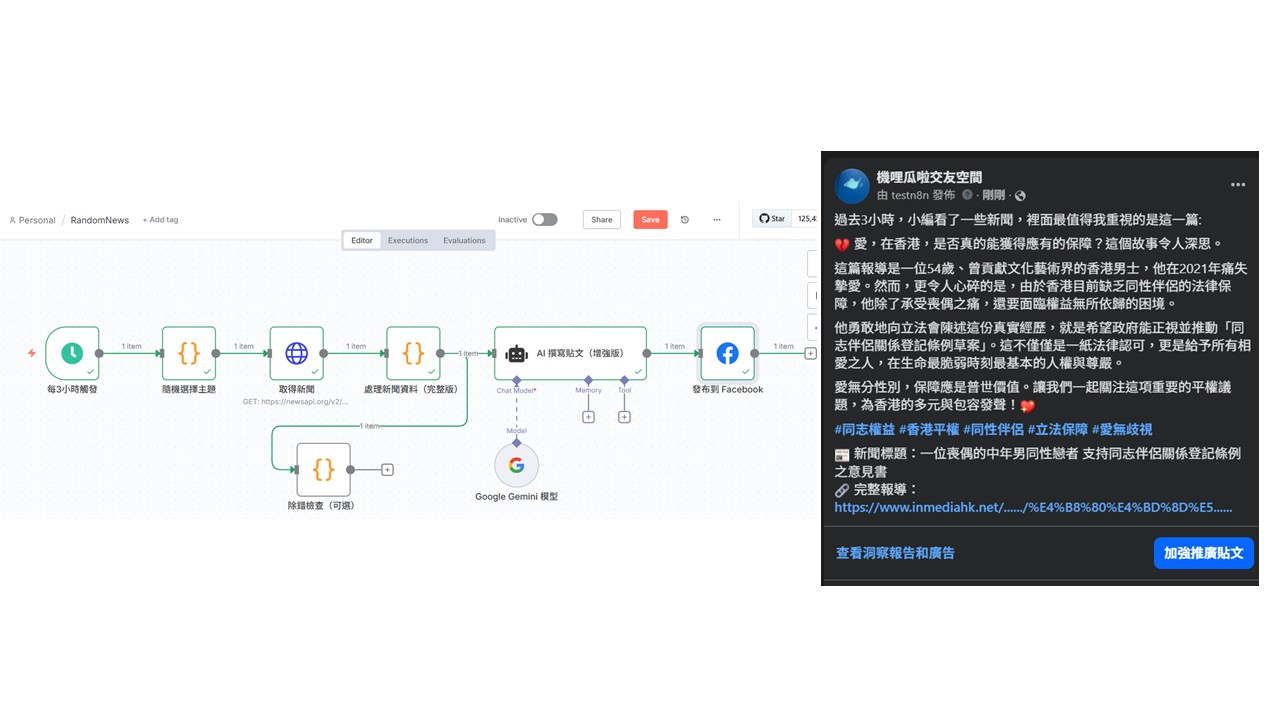 Personal / RandomNews + Add tag
Inactive
Share
Save
Star
Editor Executions Evaluations
1 item
1 item
1 item
1 item
1 item
1 item
每3小時觸發
隨機選擇主題
取得新聞
GET: https://newsapi.org/v2/...
處理新聞資料（完整版）
AI 撰寫貼文（增強版）
Chat Model*
Memory
Tool
發布到 Facebook
1 item
Model
除錯檢查（可選）
Google Gemini 模型
機哩瓜啦交友空間
由 testn8n 發佈 · 剛剛 ·
過去3小時，小編看了一些新聞，裡面最值得我重視的是這一篇:
💔 愛，在香港，是否真的能獲得應有的保障？這個故事令人深思。
這篇報導是一位54歲、曾貢獻文化藝術界的香港男士，他在2021年痛失
摯愛。然而，更令人心碎的是，由於香港目前缺乏同性伴侶的法律保
障，他除了承受喪偶之痛，還要面臨權益無所依歸的困境。
他勇敢地向立法會陳述這份真實經歷，就是希望政府能正視並推動「同
志伴侶關係登記條例草案」。這不僅僅是一紙法律認可，更是給予所有相
愛之人，在生命最脆弱時刻最基本的人權與尊嚴。
愛無分性別，保障應是普世價值。讓我們一起關注這項重要的平權議
題，為香港的多元與包容發聲！💖
#同志權益 #香港平權 #同性伴侶 #立法保障 #愛無歧視
📰 新聞標題：一位喪偶的中年男同性戀者 支持同志伴侶關係登記條例
之意見書
🔗 完整報導：
https://www.inmediahk.net/....../%E4%B8%80%E4%BD%8D%E5......
查看洞察報告和廣告
加強推廣貼文